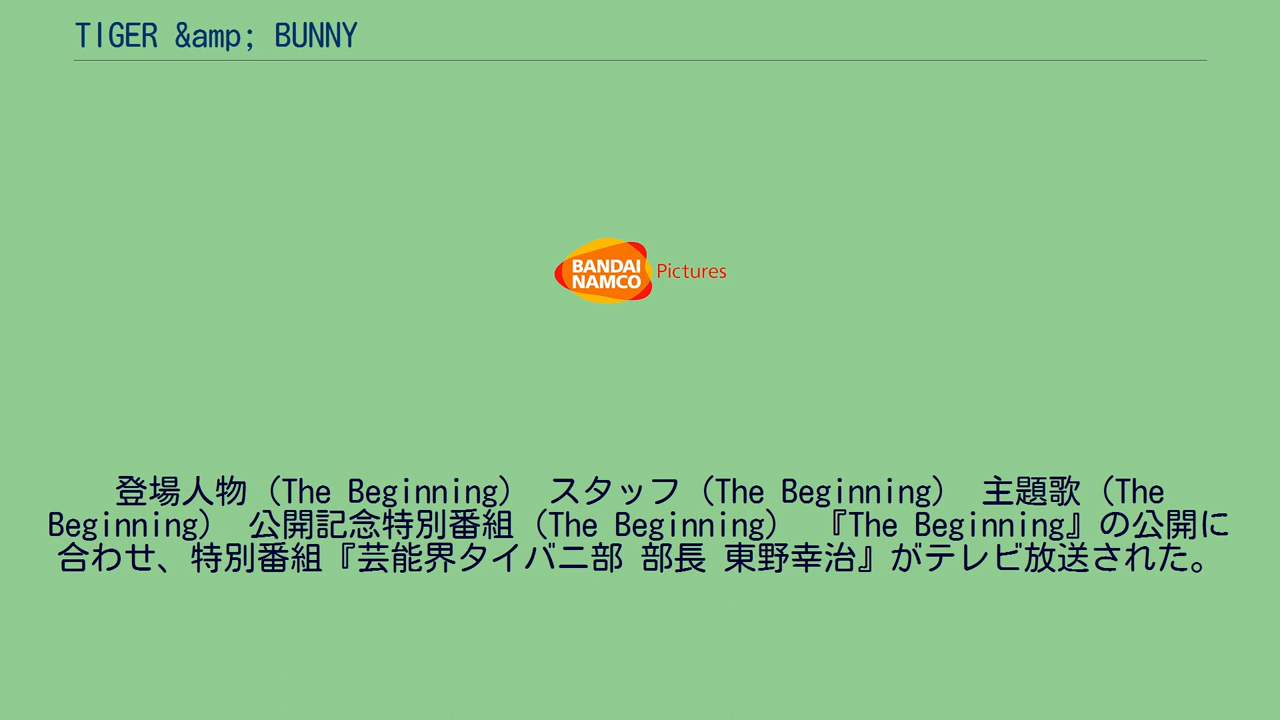 TIGER &amp; BUNNY
BANDAI
NAMCO
Pictures
登場人物（The Beginning） スタッフ（The Beginning） 主題歌（The
Beginning） 公開記念特別番組（The Beginning） 『The Beginning』の公開に
合わせ、特別番組『芸能界タイバニ部 部長 東野幸治』がテレビ放送された。